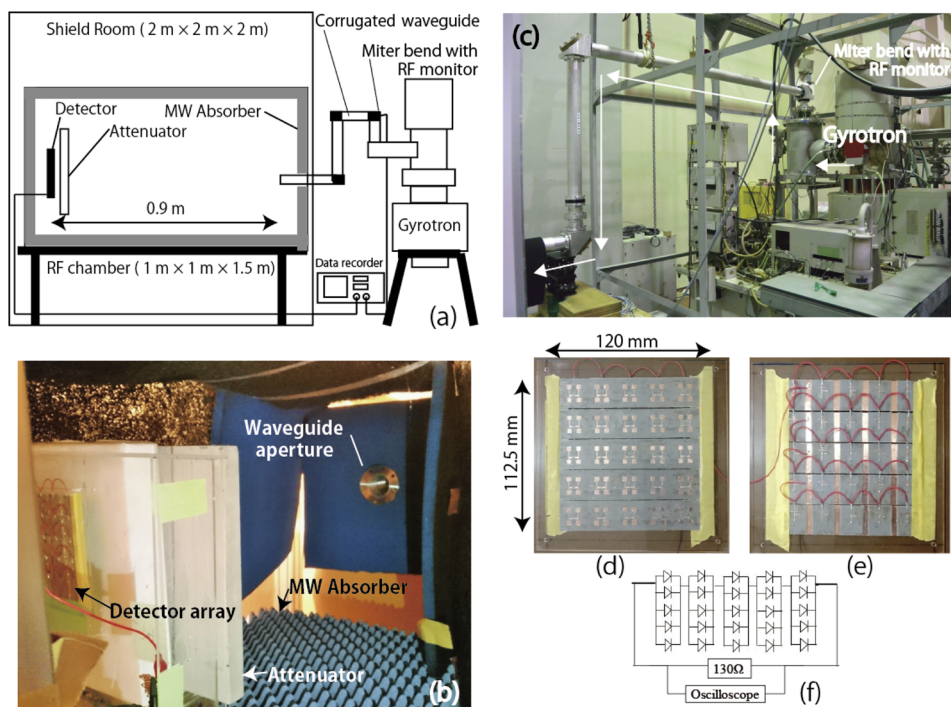 Shield Room ( 2 m × 2 m × 2 m)
Corrugated waveguide
Miter bend with
RF monitor
Detector
Attenuator
MW Absorber
0.9 m
Gyrotron
RF chamber ( 1 m × 1 m × 1.5 m)
Data recorder
(a)
(c)
Miter bend with
RF monitor
Gyrotron
Waveguide
aperture
MW Absorber
Detector array
Attenuator
(b)
120 mm
112.5 mm
(d)
(e)
130Ω
Oscilloscope
(f)